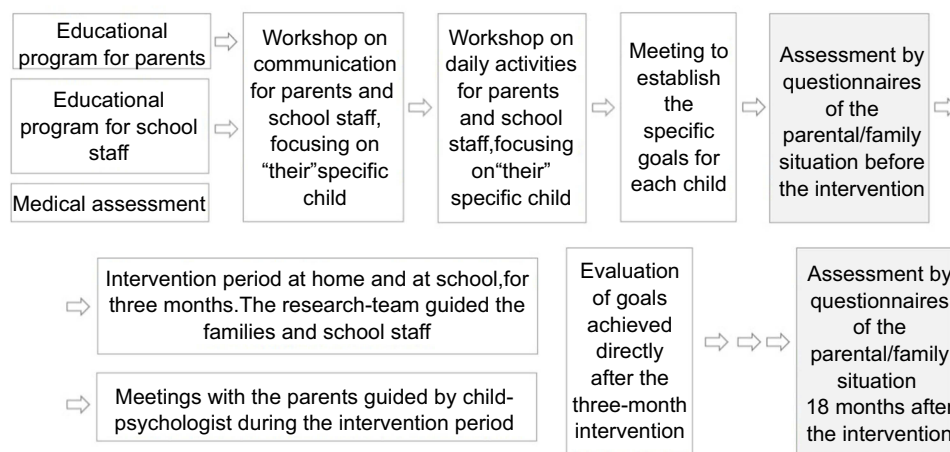 Educational
program for parents
Educational
program for school
staff
Medical assessment
Workshop on
communication
for parents and
school staff,
focusing on
“their”specific
child
Workshop on
daily activities
for parents
and school
staff,focusing
on“their”
specific child
Meeting to
establish
the
specific
goals for
each child
Assessment by
questionnaires
of the
parental/family
situation before
the intervention
Intervention period at home and at school,for
three months.The research-team guided the
families and school staff
Meetings with the parents guided by child-
psychologist during the intervention period
Evaluation
of goals
achieved
directly
after the
three-month
intervention
Assessment by
questionnaires
of the
parental/family
situation
18 months after
the intervention